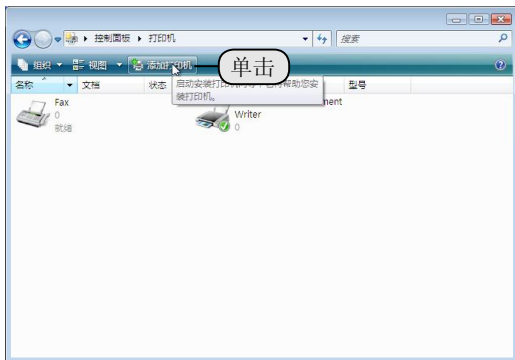 控制面板 ▸ 打印机
搜索
组织 视图 添加打印机
单击
名称 文档 状态 型号
启动安装打印机向导,它将帮助您安
装打印机。
Fax
0
就绪
ment
Writer
0